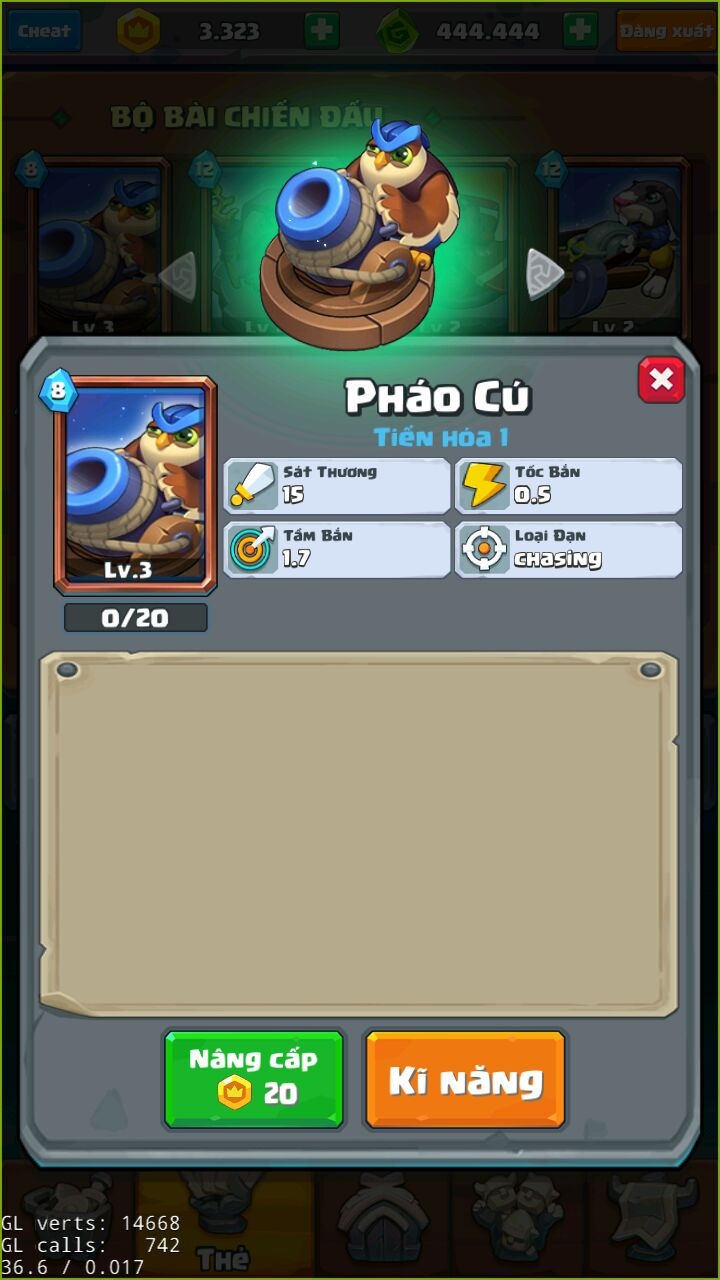 Cheat
3.323
444.444
Đăng xuất
BỘ BÀI CHIẾN ĐẤU
8
12
12
Lv 3
Lv 2
Lv 2
8
Pháo Cú
Tiến Hóa 1
Sát Thương
15
Tốc Bắn
0.5
Tầm Bắn
1.7
Loại Đạn
chasing
Lv.3
0/20
Nâng cấp
20
Kĩ năng
Thẻ
GL verts: 14668
GL calls: 742
36.6 / 0.017